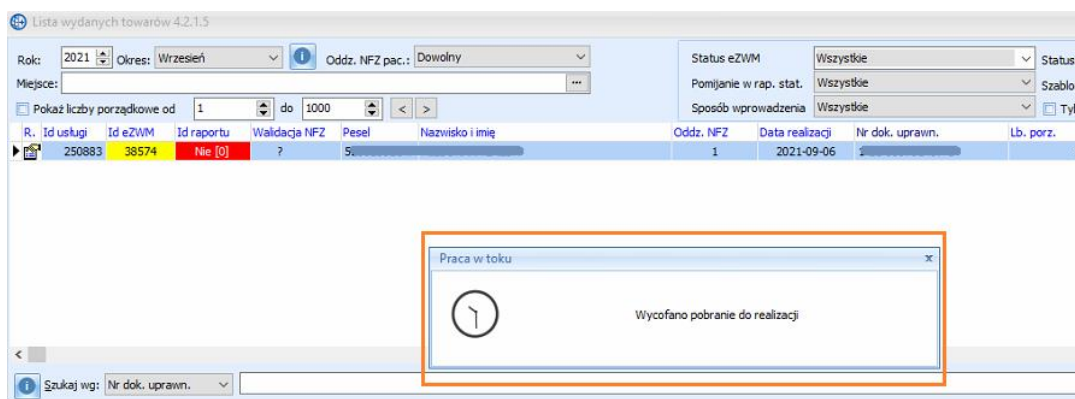 Lista wydanych towarów 4.2.1.5
Rok: 2021 Okres: Wrzesień Oddz. NFZ pac.: Dowolny Status eZWM Wszystkie Status
Miejsce: ... Pomijanie w rap. stat. Wszystkie Szablo
Pokaż liczby porządkowe od 1 do 1000 < > Sposób wprowadzenia Wszystkie Tyl
R. Id usługi Id eZWM Id raportu Walidacja NFZ Pesel Nazwisko i imię Oddz. NFZ Data realizacji Nr dok. uprawn. Lb. porz.
250883 38574 Nie [0] ? 1 2021-09-06
Praca w toku x
Wycofano pobranie do realizacji
Szukaj wg: Nr dok. uprawn.